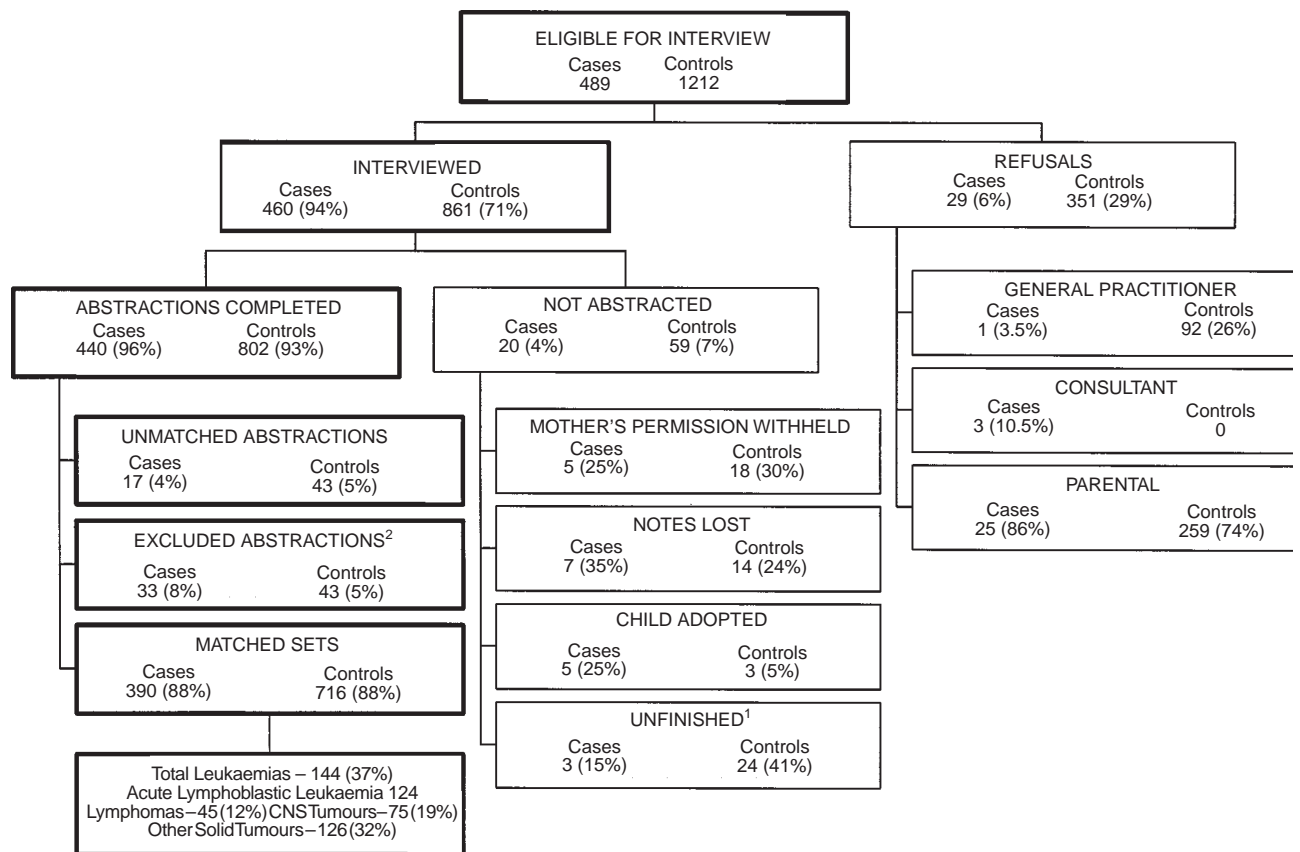 ELIGIBLE FOR INTERVIEW
Cases Controls
489 1212
INTERVIEWED
Cases Controls
460 (94%) 861 (71%)
REFUSALS
Cases Controls
29 (6%) 351 (29%)
ABSTRACTIONS COMPLETED
Cases Controls
440 (96%) 802 (93%)
NOT ABSTRACTED
Cases Controls
20 (4%) 59 (7%)
GENERAL PRACTITIONER
Cases Controls
1 (3.5%) 92 (26%)
CONSULTANT
Cases Controls
3 (10.5%) 0
PARENTAL
Cases Controls
25 (86%) 259 (74%)
UNMATCHED ABSTRACTIONS
Cases Controls
17 (4%) 43 (5%)
EXCLUDED ABSTRACTIONS²
Cases Controls
33 (8%) 43 (5%)
MATCHED SETS
Cases Controls
390 (88%) 716 (88%)
Total Leukaemias – 144 (37%)
Acute Lymphoblastic Leukaemia 124
Lymphomas–45 (12%) CNS Tumours–75 (19%)
Other Solid Tumours–126 (32%)
MOTHER'S PERMISSION WITHHELD
Cases Controls
5 (25%) 18 (30%)
NOTES LOST
Cases Controls
7 (35%) 14 (24%)
CHILD ADOPTED
Cases Controls
5 (25%) 3 (5%)
UNFINISHED¹
Cases Controls
3 (15%) 24 (41%)